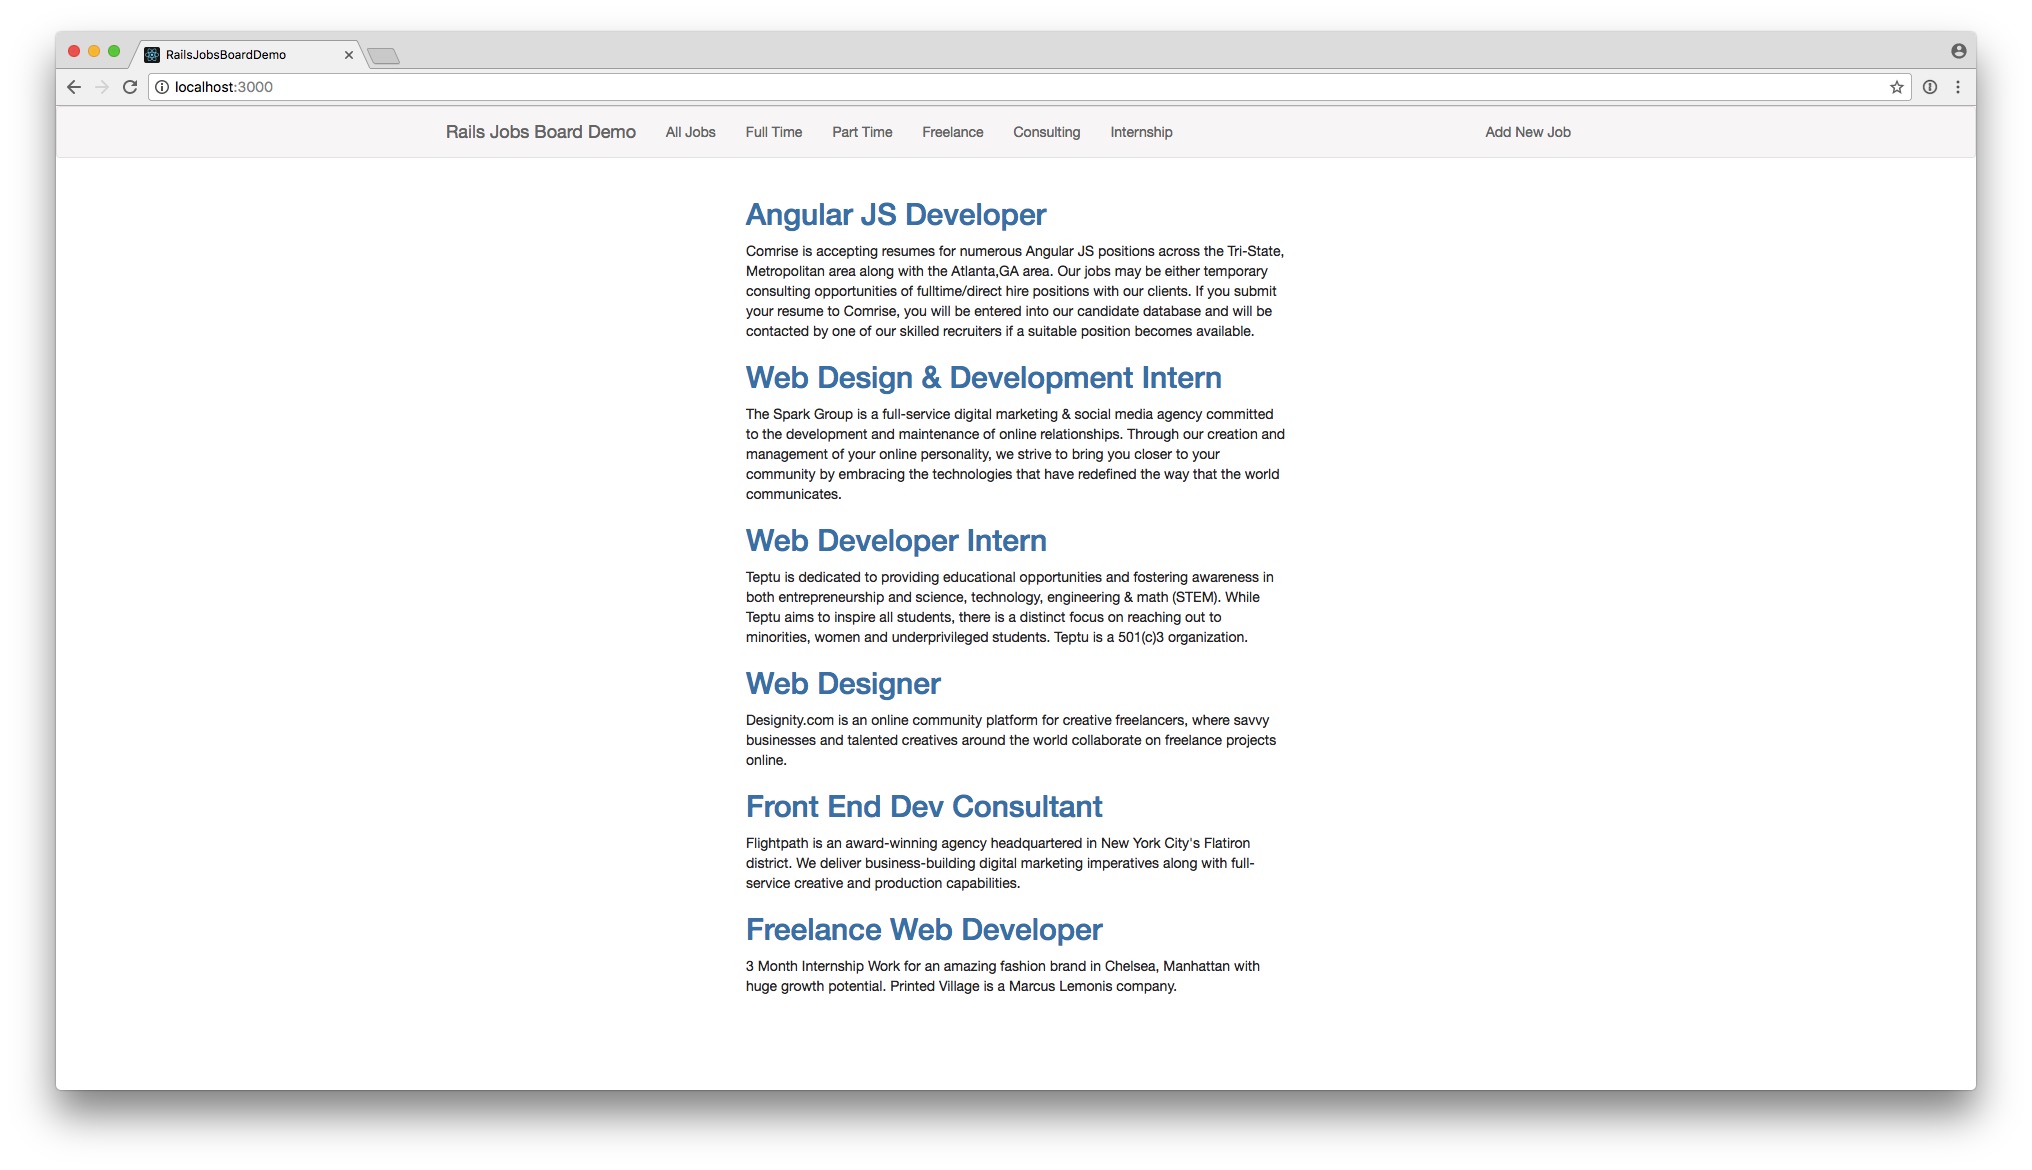 RailsJobsBoardDemo
localhost:3000
Rails Jobs Board Demo All Jobs Full Time Part Time Freelance Consulting Internship Add New Job
Angular JS Developer
Comrise is accepting resumes for numerous Angular JS positions across the Tri-State,
Metropolitan area along with the Atlanta,GA area. Our jobs may be either temporary
consulting opportunities of fulltime/direct hire positions with our clients. If you submit
your resume to Comrise, you will be entered into our candidate database and will be
contacted by one of our skilled recruiters if a suitable position becomes available.
Web Design & Development Intern
The Spark Group is a full-service digital marketing & social media agency committed
to the development and maintenance of online relationships. Through our creation and
management of your online personality, we strive to bring you closer to your
community by embracing the technologies that have redefined the way that the world
communicates.
Web Developer Intern
Teptu is dedicated to providing educational opportunities and fostering awareness in
both entrepreneurship and science, technology, engineering & math (STEM). While
Teptu aims to inspire all students, there is a distinct focus on reaching out to
minorities, women and underprivileged students. Teptu is a 501(c)3 organization.
Web Designer
Designity.com is an online community platform for creative freelancers, where savvy
businesses and talented creatives around the world collaborate on freelance projects
online.
Front End Dev Consultant
Flightpath is an award-winning agency headquartered in New York City's Flatiron
district. We deliver business-building digital marketing imperatives along with full-
service creative and production capabilities.
Freelance Web Developer
3 Month Internship Work for an amazing fashion brand in Chelsea, Manhattan with
huge growth potential. Printed Village is a Marcus Lemonis company.